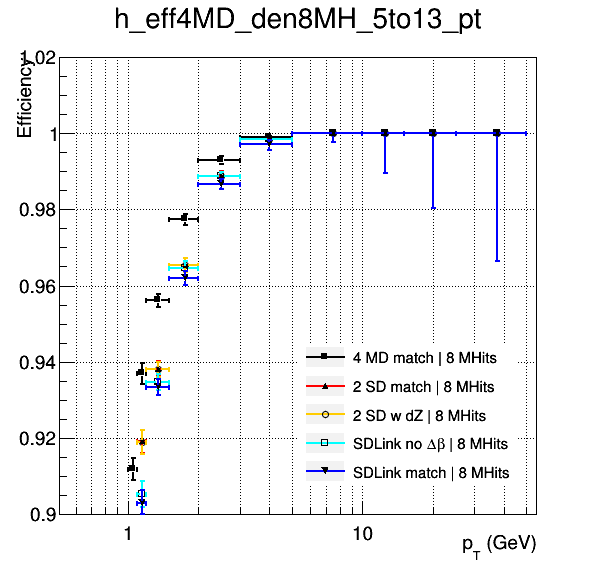 h_eff4MD_den8MH_5to13_pt
Efficiency
1.02
1
0.98
0.96
0.94
0.92
0.9
4 MD match | 8 MHits
2 SD match | 8 MHits
2 SD w dZ | 8 MHits
SDLink no Δβ | 8 MHits
SDLink match | 8 MHits
1
10
p_T (GeV)